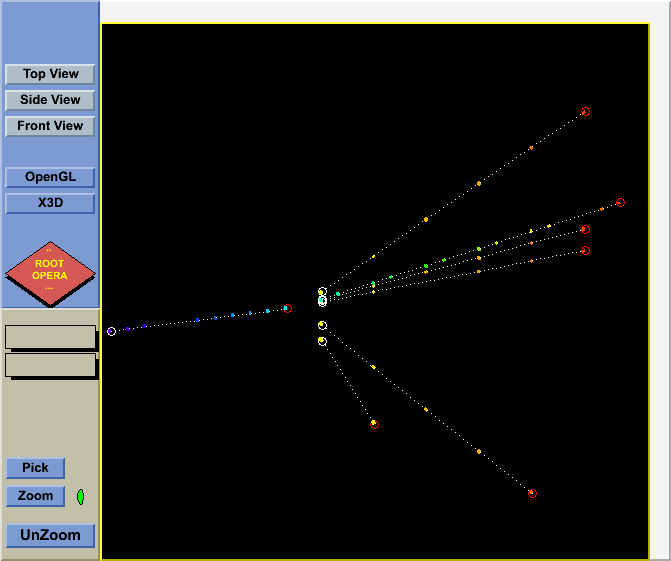 Top View
Side View
Front View
OpenGL
X3D
..
ROOT
OPERA
...
Pick
Zoom
UnZoom